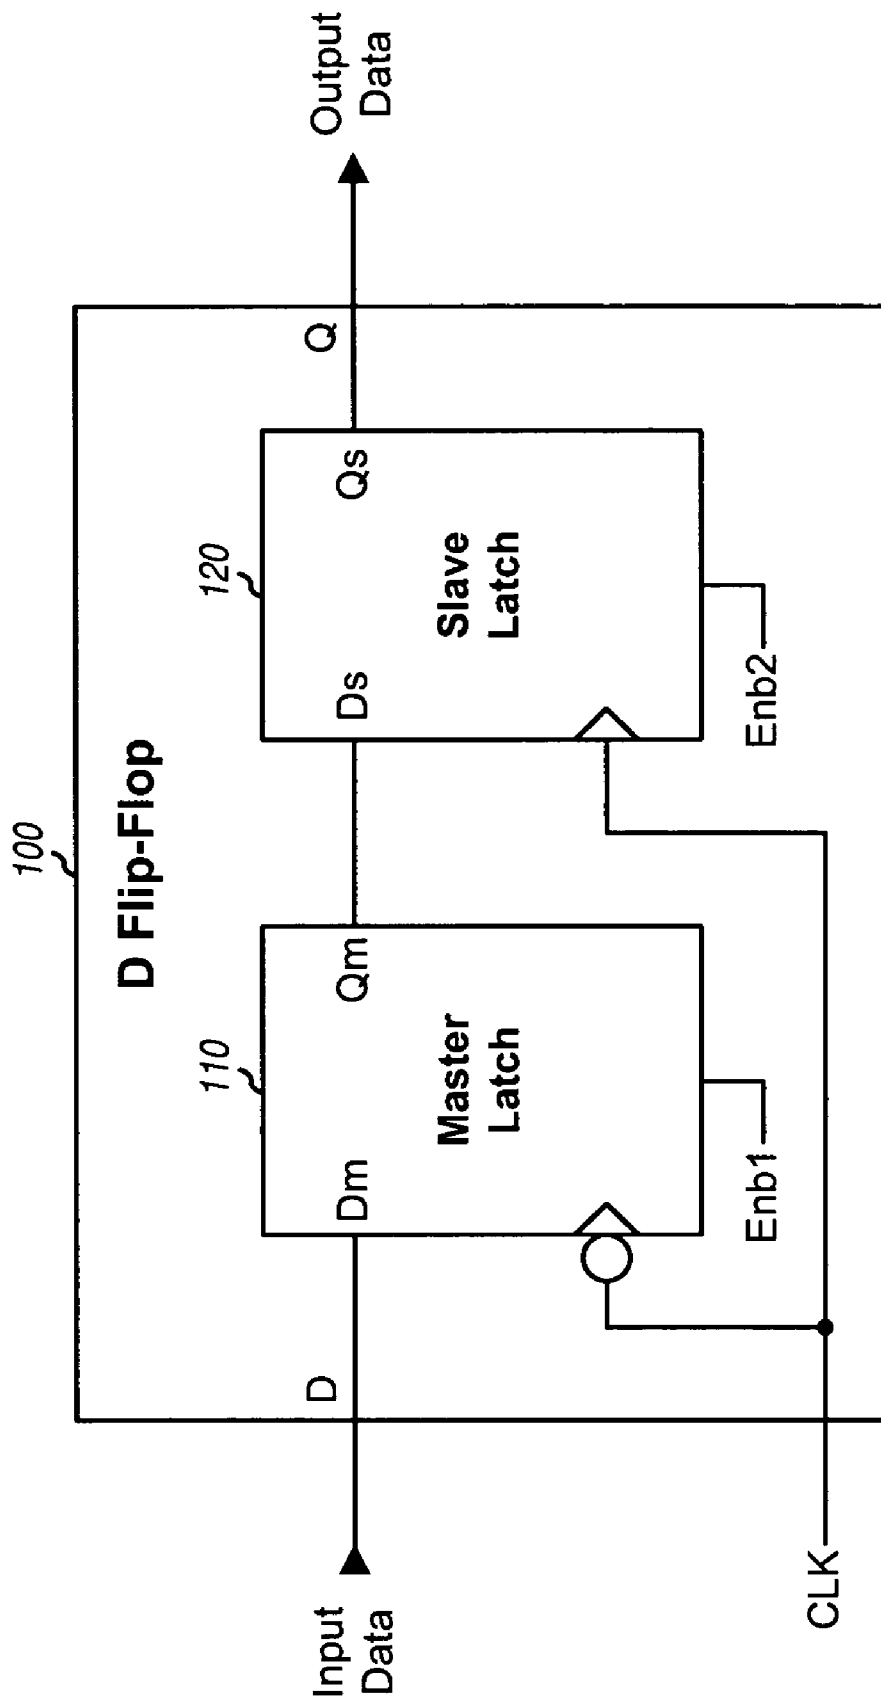 100
D Flip-Flop
110
120
Input
Data
D
Dm
Qm
Ds
Qs
Q
Output
Data
Master
Latch
Slave
Latch
Enb1
Enb2
CLK